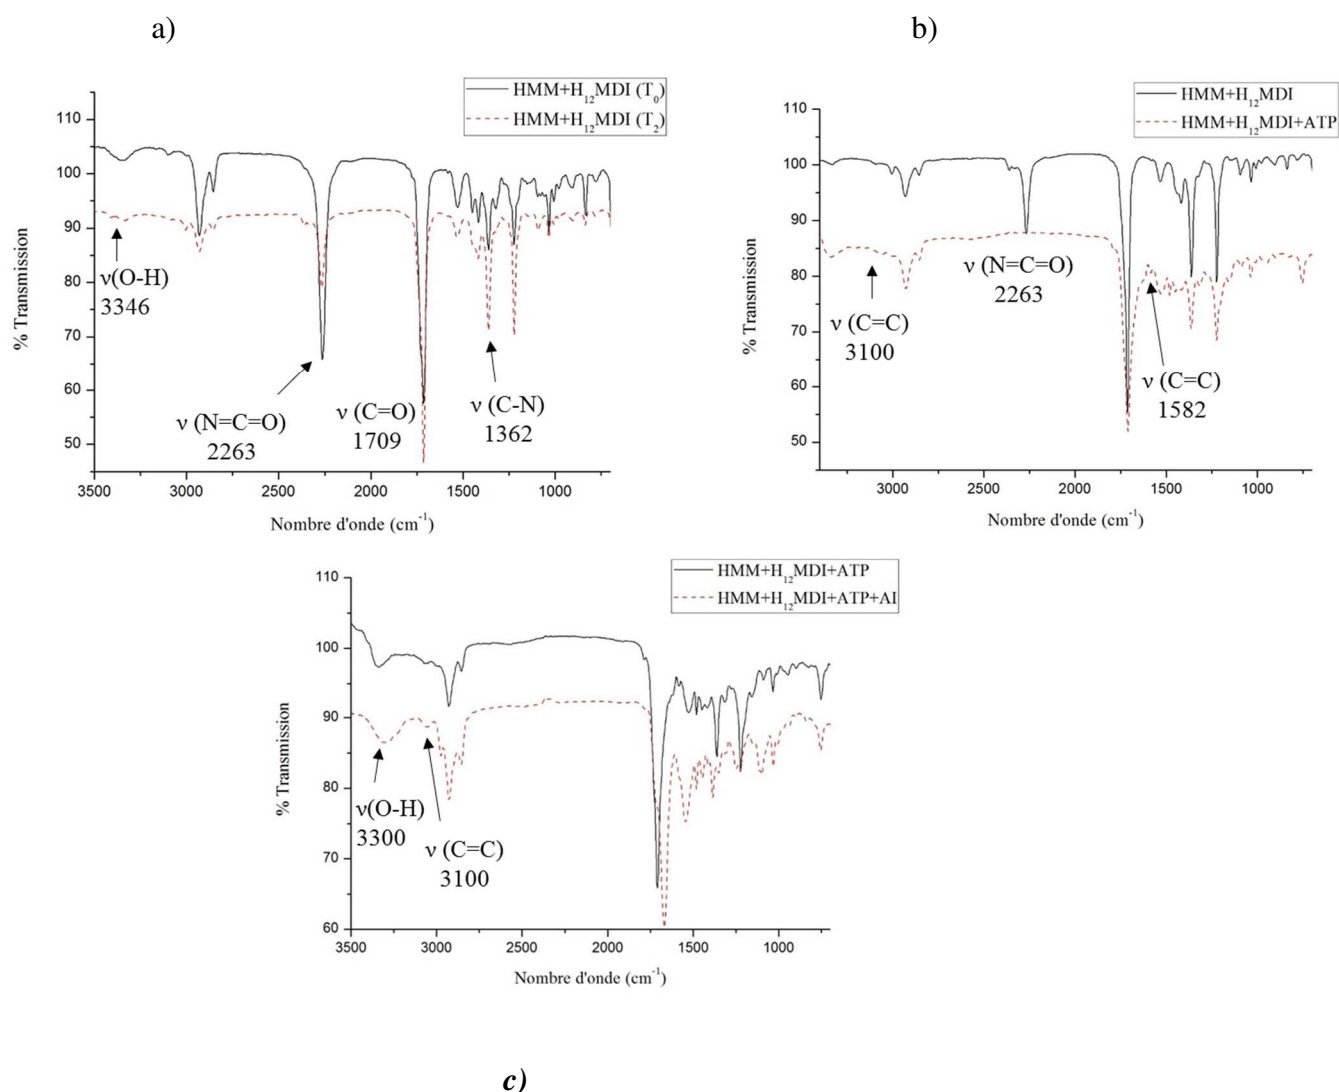 a)
b)
HMM+H₁₂MDI (T₀)
HMM+H₁₂MDI (T₂)
110
100
90
80
70
60
50
% Transmission
ν(O-H)
3346
ν (N=C=O)
2263
ν (C=O)
1709
ν (C-N)
1362
3500 3000 2500 2000 1500 1000
Nombre d'onde (cm⁻¹)
HMM+H₁₂MDI
HMM+H₁₂MDI+ATP
110
100
90
80
70
60
50
% Transmission
ν (C=C)
3100
ν (N=C=O)
2263
ν (C=C)
1582
3000 2500 2000 1500 1000
Nombre d'onde (cm⁻¹)
HMM+H₁₂MDI+ATP
HMM+H₁₂MDI+ATP+AI
110
100
90
80
70
60
% Transmission
ν(O-H)
3300
ν (C=C)
3100
3500 3000 2500 2000 1500 1000
Nombre d'onde (cm⁻¹)
c)